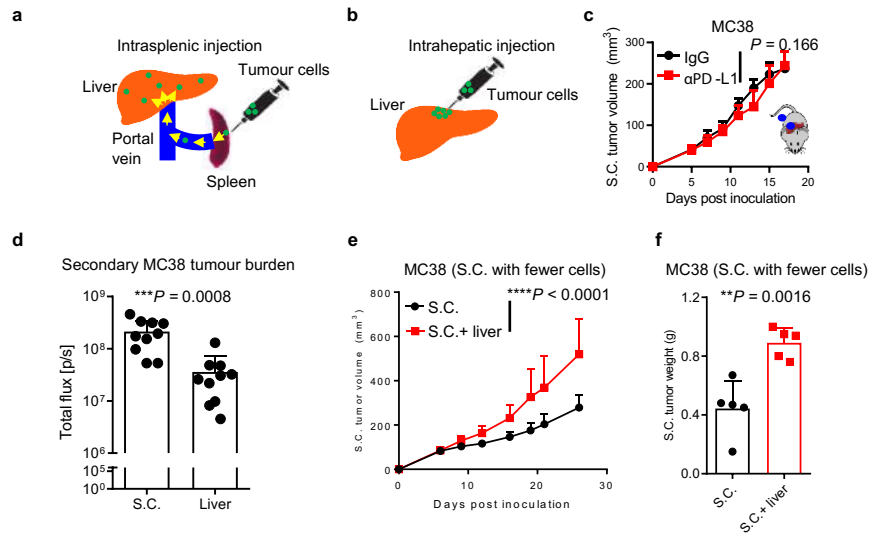 a
Intrasplenic injection
Liver
Tumour cells
Portal
vein
Spleen
b
Intrahepatic injection
Liver
Tumour cells
c
MC38
P = 0.166
IgG
αPD-L1
S.C. tumor volume (mm³)
300
200
100
0
0 5 10 15 20
Days post inoculation
d
Secondary MC38 tumour burden
***P = 0.0008
Total flux [p/s]
10⁹
10⁸
10⁷
10⁶
10⁵
10⁰
S.C. Liver
e
MC38 (S.C. with fewer cells)
****P < 0.0001
S.C.
S.C.+ liver
S.C. tumor volume (mm³)
800
600
400
200
0
0 10 20 30
Days post inoculation
f
MC38 (S.C. with fewer cells)
**P = 0.0016
S.C. tumor weight (g)
1.2
0.8
0.4
0.0
S.C.
S.C.+ liver